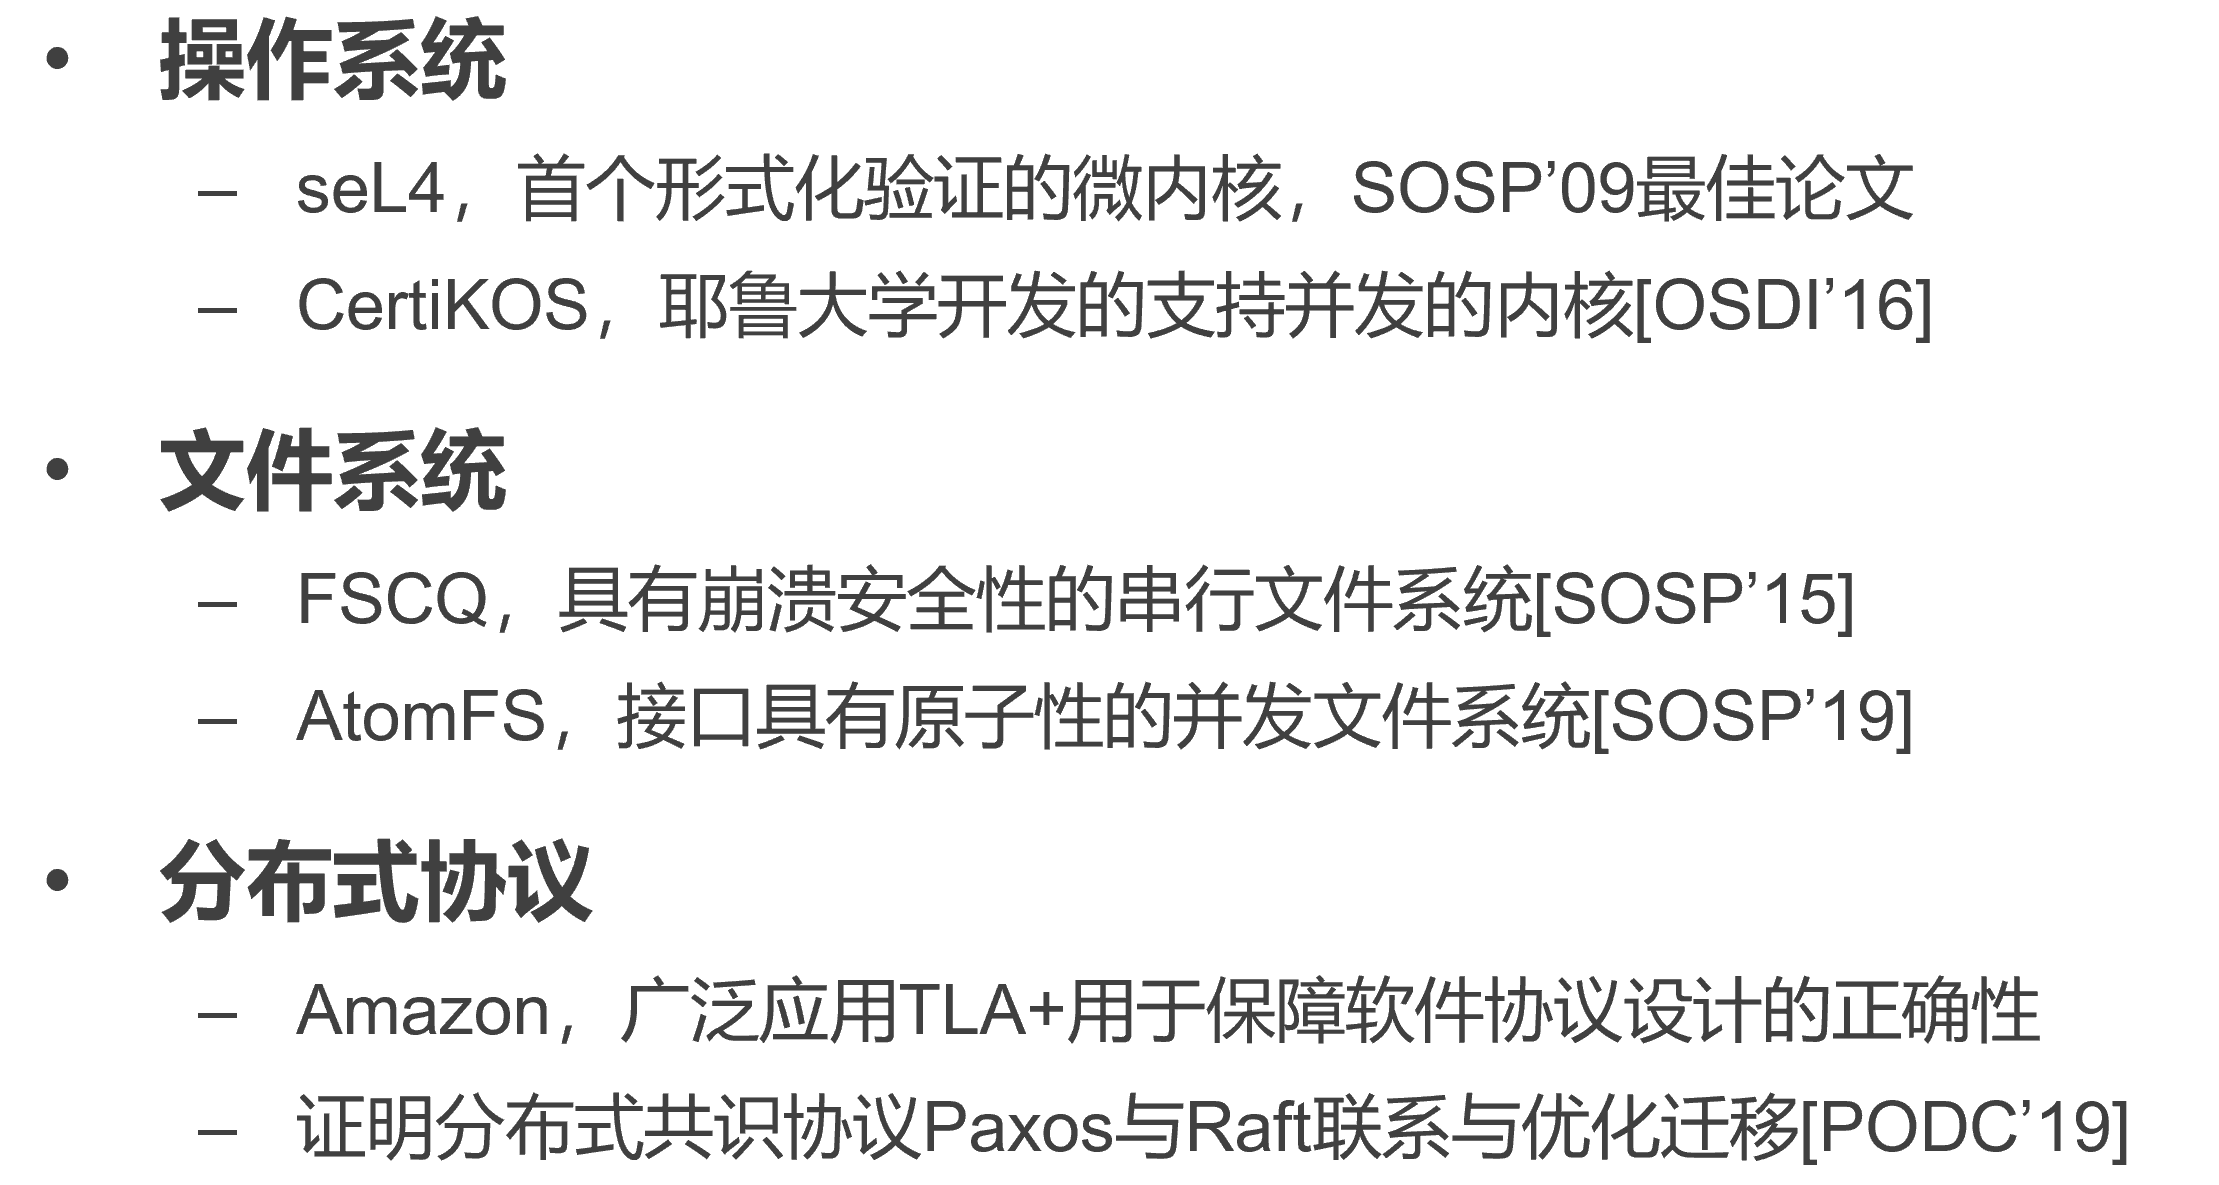 • 操作系统
– seL4，首个形式化验证的微内核，SOSP’09最佳论文
– CertiKOS，耶鲁大学开发的支持并发的内核[OSDI’16]
• 文件系统
– FSCQ，具有崩溃安全性的串行文件系统[SOSP’15]
– AtomFS，接口具有原子性的并发文件系统[SOSP’19]
• 分布式协议
– Amazon，广泛应用TLA+用于保障软件协议设计的正确性
– 证明分布式共识协议Paxos与Raft联系与优化迁移[PODC’19]